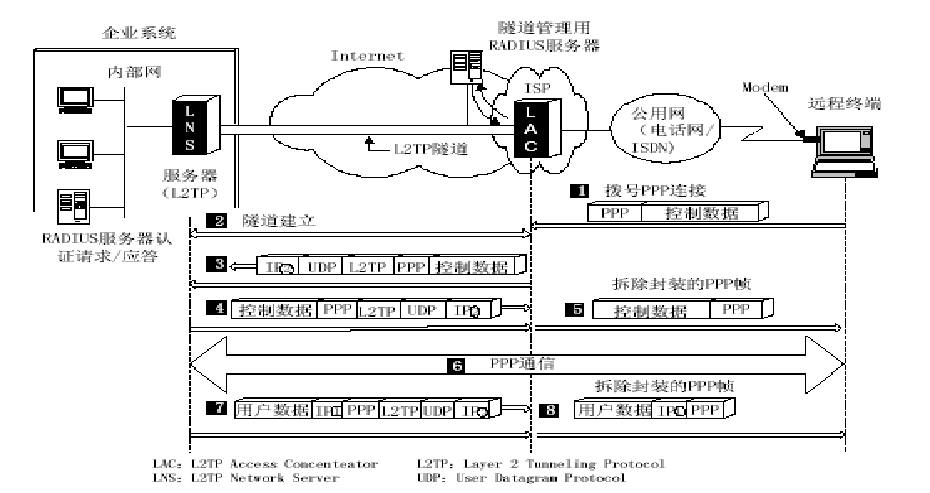 企业系统
内部网
LNS
服务器
(L2TP)
RADIUS服务器认
证请求/应答
Internet
隧道管理用
RADIUS服务器
ISP
LAC
L2TP隧道
公用网
(电话网/
ISDN)
Modem
远程终端
1 拨号PPP连接
PPP 控制数据
2 隧道建立
3 IP UDP L2TP PPP 控制数据
4 控制数据 PPP L2TP UDP IP
拆除封装的PPP帧
5 控制数据 PPP
6 PPP通信
7 用户数据 IP PPP L2TP UDP IP
拆除封装的PPP帧
8 用户数据 IP PPP
LAC: L2TP Access Comcenteator
L2TP: Layer 2 Tunneling Protocol
LNS: L2TP Network Server
UDP: User Datagram Protocol